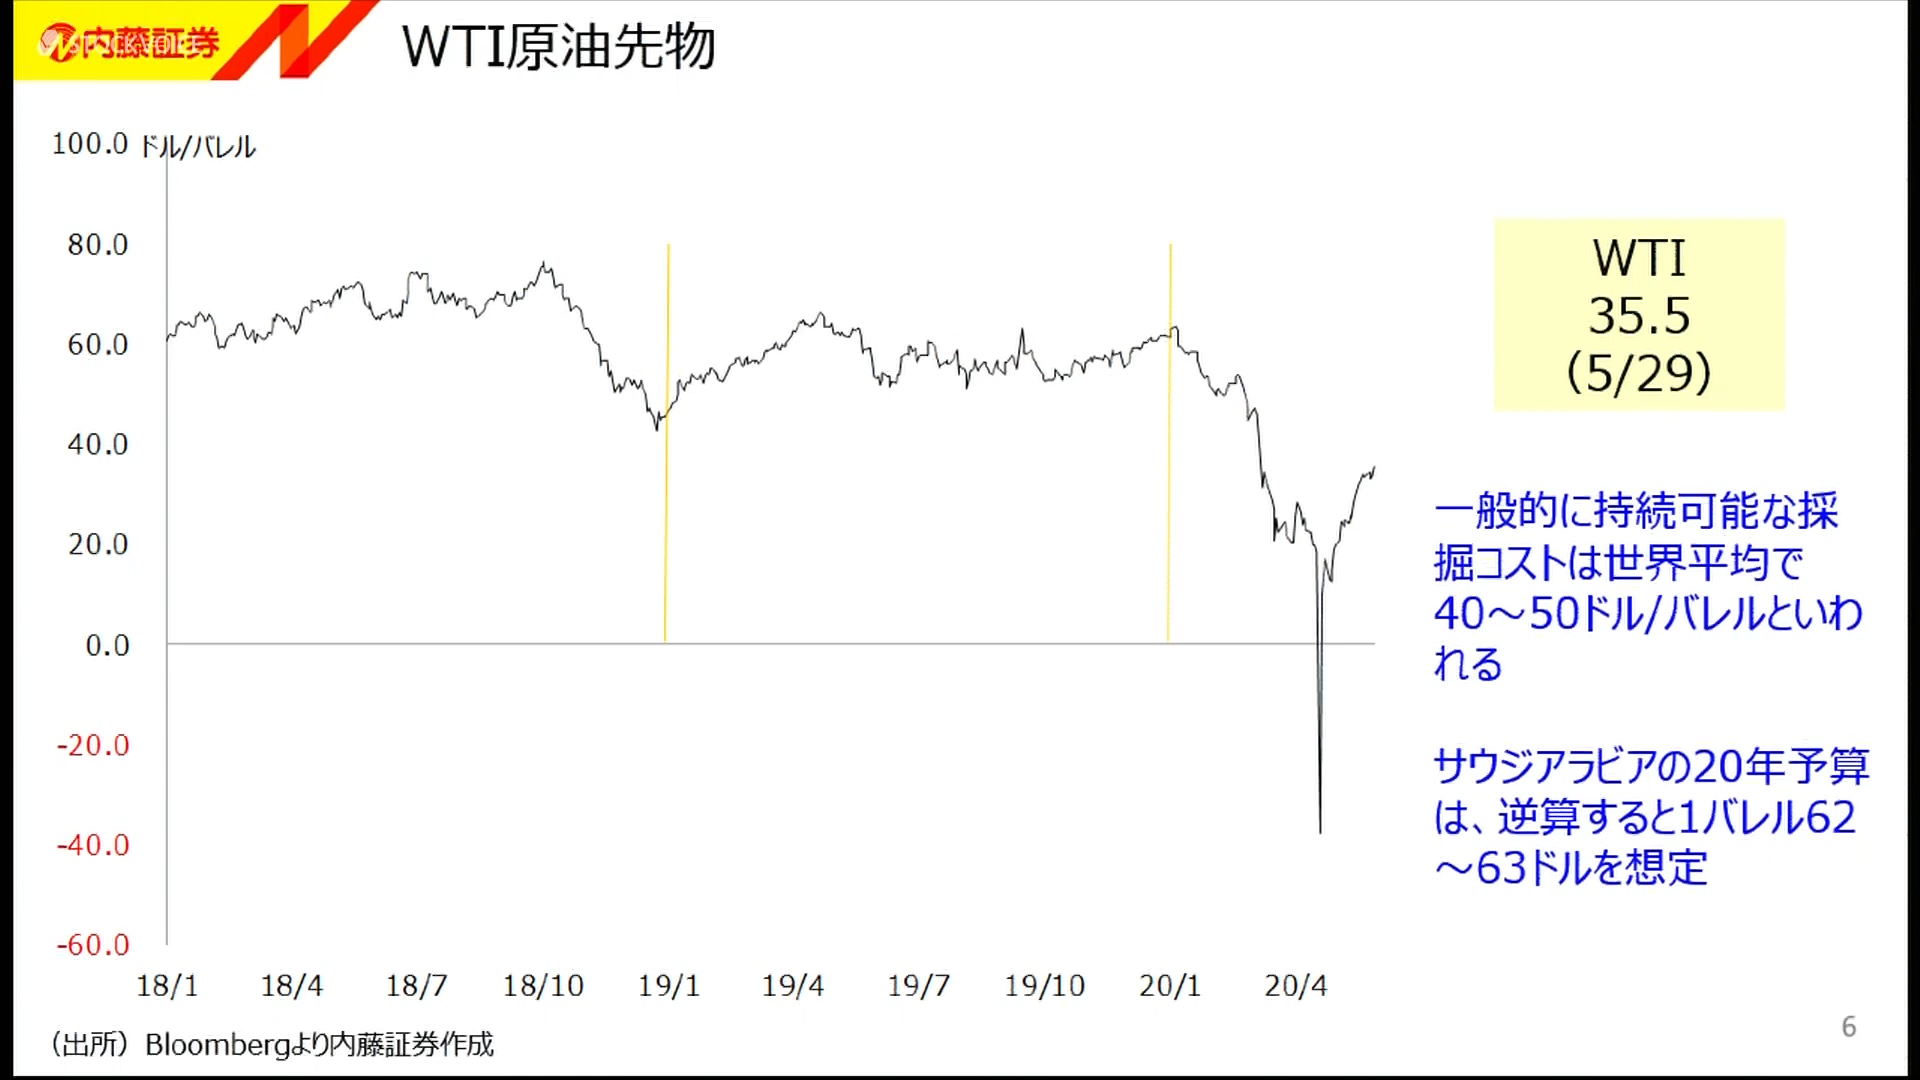 内藤証券
STOCKVOICE
WTI原油先物
100.0 ドル/バレル
80.0
60.0
40.0
20.0
0.0
-20.0
-40.0
-60.0
18/1 18/4 18/7 18/10 19/1 19/4 19/7 19/10 20/1 20/4
WTI
35.5
(5/29)
一般的に持続可能な採
掘コストは世界平均で
40～50ドル/バレルといわ
れる
サウジアラビアの20年予算
は、逆算すると1バレル62
～63ドルを想定
（出所）Bloombergより内藤証券作成
6